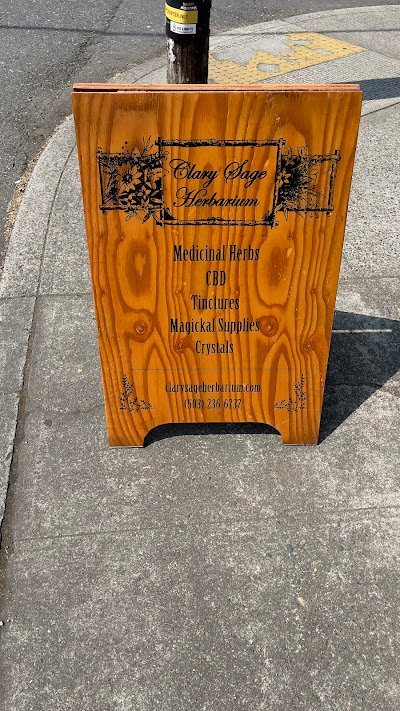 Clary Sage
Herbarium
Medicinal Herbs
CBD
Tinctures
Magickal Supplies
Crystals
clarysageherbarium.com
(503) 236-6737